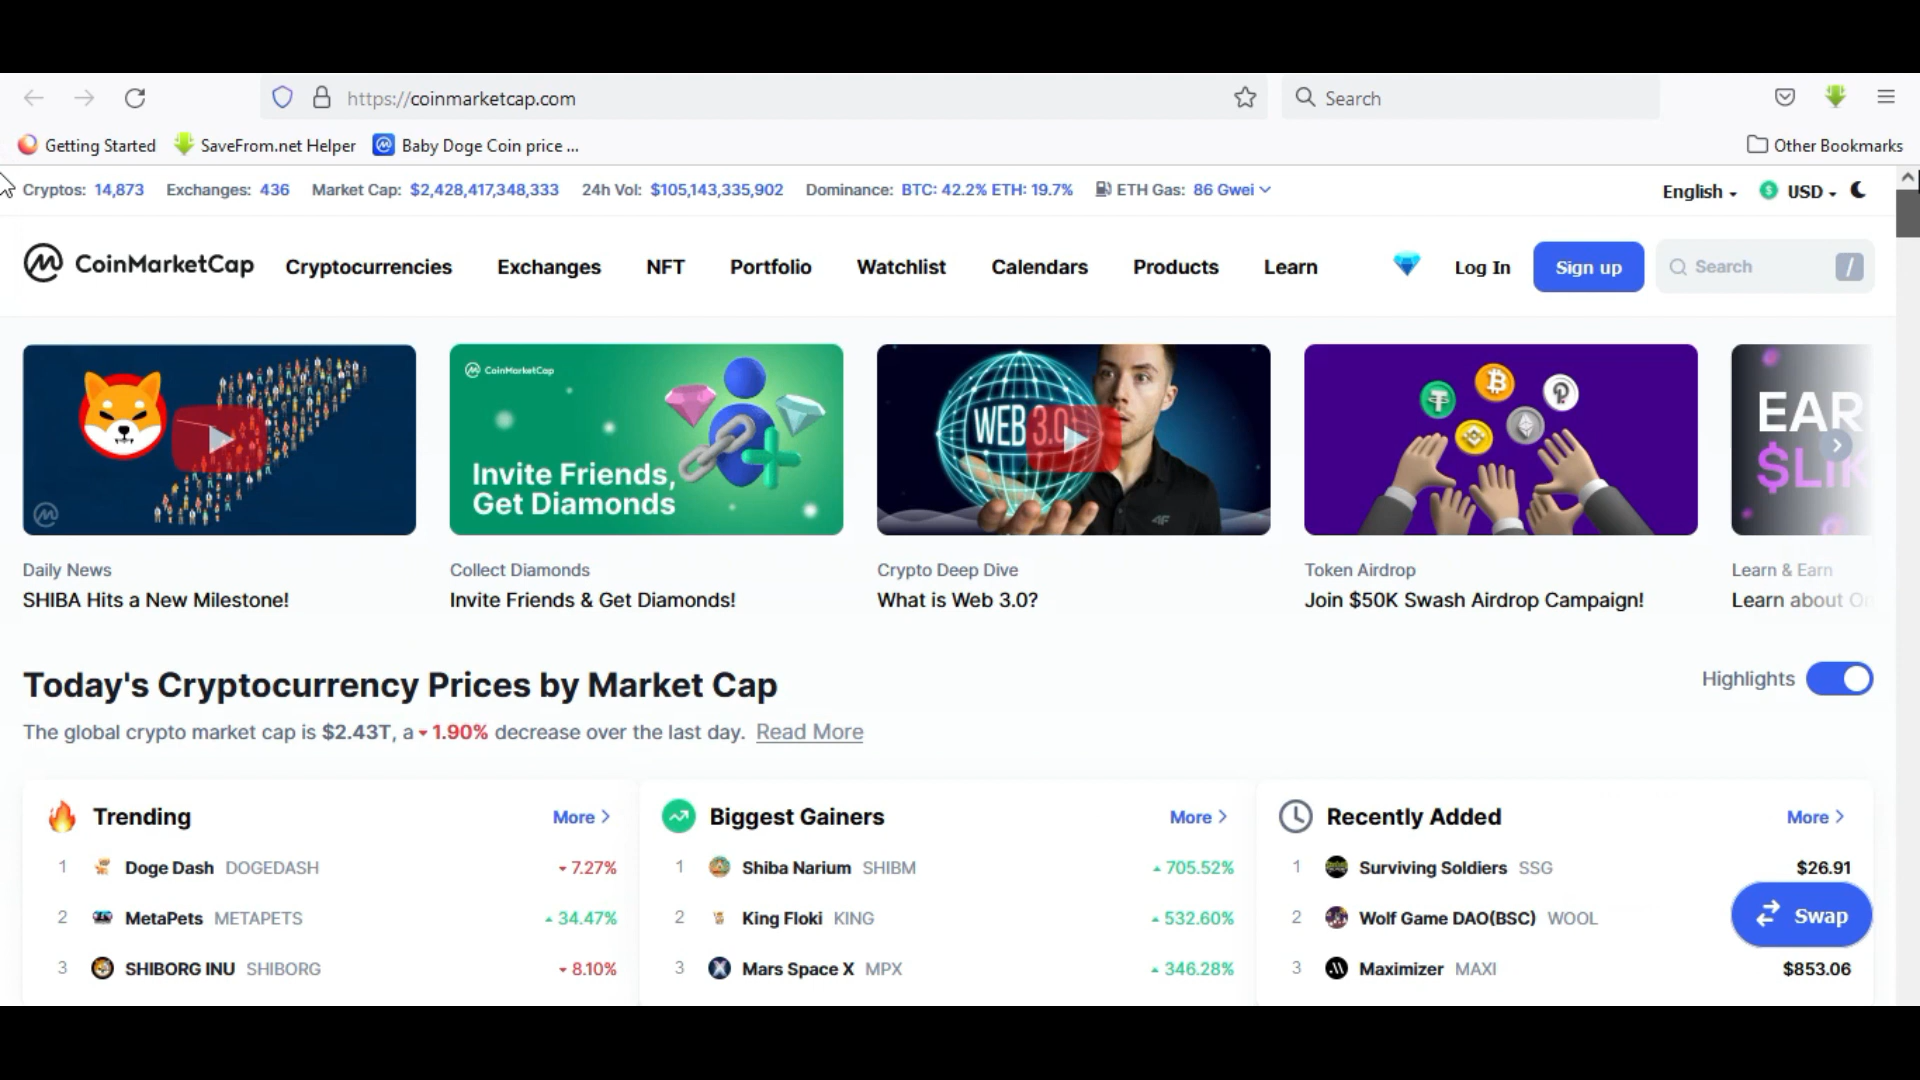 https://coinmarketcap.com
Search
Getting Started
SaveFrom.net Helper
Baby Doge Coin price ...
Other Bookmarks
Cryptos: 14,873 Exchanges: 436 Market Cap: $2,428,417,348,333 24h Vol: $105,143,335,902 Dominance: BTC: 42.2% ETH: 19.7% ETH Gas: 86 Gwei
English
USD
CoinMarketCap
Cryptocurrencies Exchanges NFT Portfolio Watchlist Calendars Products Learn
Log In
Sign up
Search /
CoinMarketCap
Invite Friends,
Get Diamonds
WEB 3.0
4F
EAR
$LIK
Daily News
SHIBA Hits a New Milestone!
Collect Diamonds
Invite Friends & Get Diamonds!
Crypto Deep Dive
What is Web 3.0?
Token Airdrop
Join $50K Swash Airdrop Campaign!
Learn & Earn
Learn about
Today's Cryptocurrency Prices by Market Cap
Highlights
The global crypto market cap is $2.43T, a 1.90% decrease over the last day. Read More
Trending More
1 Doge Dash DOGEDASH 7.27%
2 MetaPets METAPETS 34.47%
3 SHIBORG INU SHIBORG 8.10%
Biggest Gainers More
1 Shiba Narium SHIBM 705.52%
2 King Floki KING 532.60%
3 Mars Space X MPX 346.28%
Recently Added More
1 Surviving Soldiers SSG $26.91
2 Wolf Game DAO(BSC) WOOL
3 Maximizer MAXI $853.06
Swap